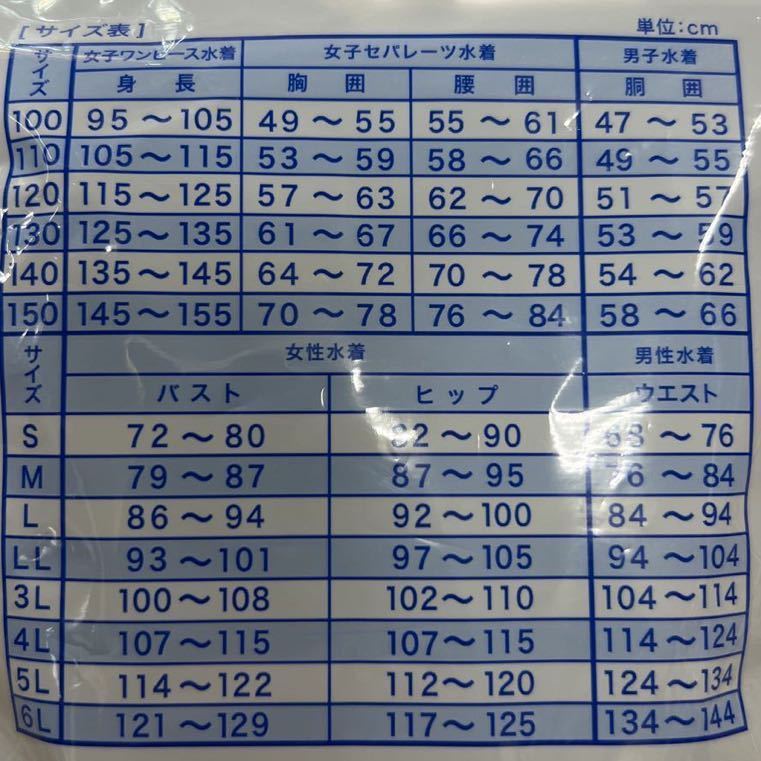 [サイズ表] 単位:cm
サイズ 女子ワンピース水着 女子セパレーツ水着 男子水着
身長 胸囲 腰囲 胴囲
100 95〜105 49〜55 55〜61 47〜53
110 105〜115 53〜59 58〜66 49〜55
120 115〜125 57〜63 62〜70 51〜57
130 125〜135 61〜67 66〜74 53〜59
140 135〜145 64〜72 70〜78 54〜62
150 145〜155 70〜78 76〜84 58〜66
サイズ 女性水着 男性水着
バスト ヒップ ウエスト
S 72〜80 82〜90 68〜76
M 79〜87 87〜95 76〜84
L 86〜94 92〜100 84〜94
LL 93〜101 97〜105 94〜104
3L 100〜108 102〜110 104〜114
4L 107〜115 107〜115 114〜124
5L 114〜122 112〜120 124〜134
6L 121〜129 117〜125 134〜144